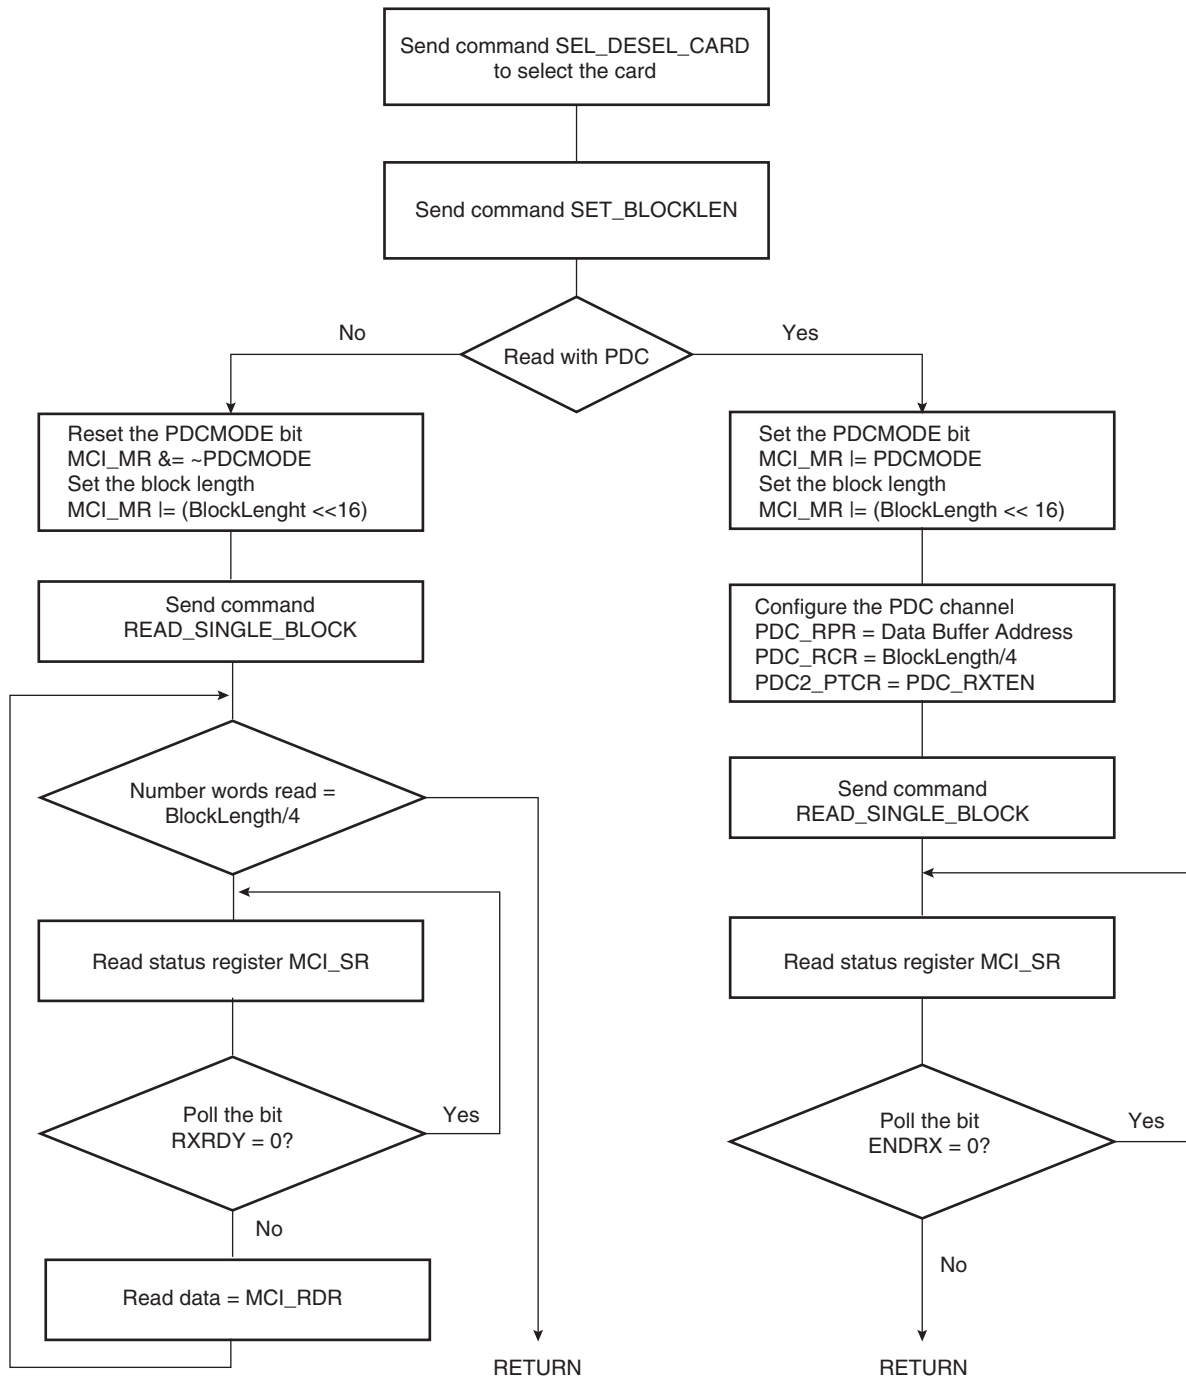 Send command SEL_DESEL_CARD
to select the card
Send command SET_BLOCKLEN
No
Yes
Read with PDC
Reset the PDCMODE bit
MCI_MR &= ~PDCMODE
Set the block length
MCI_MR |= (BlockLenght <<16)
Set the PDCMODE bit
MCI_MR |= PDCMODE
Set the block length
MCI_MR |= (BlockLength << 16)
Send command
READ_SINGLE_BLOCK
Configure the PDC channel
PDC_RPR = Data Buffer Address
PDC_RCR = BlockLength/4
PDC2_PTCR = PDC_RXTEN
Number words read =
BlockLength/4
Send command
READ_SINGLE_BLOCK
Read status register MCI_SR
Read status register MCI_SR
Poll the bit
RXRDY = 0?
Yes
Poll the bit
ENDRX = 0?
Yes
No
No
Read data = MCI_RDR
RETURN
RETURN